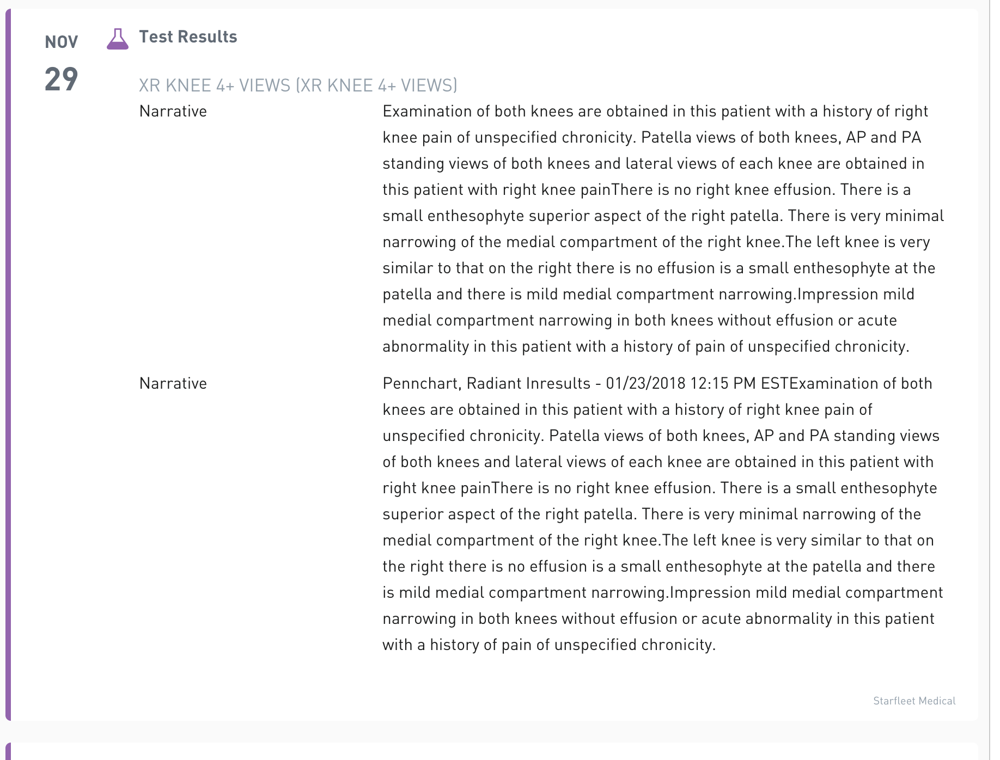 NOV
29
Test Results
XR KNEE 4+ VIEWS (XR KNEE 4+ VIEWS)
Narrative
Examination of both knees are obtained in this patient with a history of right
knee pain of unspecified chronicity. Patella views of both knees, AP and PA
standing views of both knees and lateral views of each knee are obtained in
this patient with right knee painThere is no right knee effusion. There is a
small enthesophyte superior aspect of the right patella. There is very minimal
narrowing of the medial compartment of the right knee.The left knee is very
similar to that on the right there is no effusion is a small enthesophyte at the
patella and there is mild medial compartment narrowing.Impression mild
medial compartment narrowing in both knees without effusion or acute
abnormality in this patient with a history of pain of unspecified chronicity.
Narrative
Pennchart, Radiant Inresults - 01/23/2018 12:15 PM ESTExamination of both
knees are obtained in this patient with a history of right knee pain of
unspecified chronicity. Patella views of both knees, AP and PA standing views
of both knees and lateral views of each knee are obtained in this patient with
right knee painThere is no right knee effusion. There is a small enthesophyte
superior aspect of the right patella. There is very minimal narrowing of the
medial compartment of the right knee.The left knee is very similar to that on
the right there is no effusion is a small enthesophyte at the patella and there
is mild medial compartment narrowing.Impression mild medial compartment
narrowing in both knees without effusion or acute abnormality in this patient
with a history of pain of unspecified chronicity.
Starfleet Medical